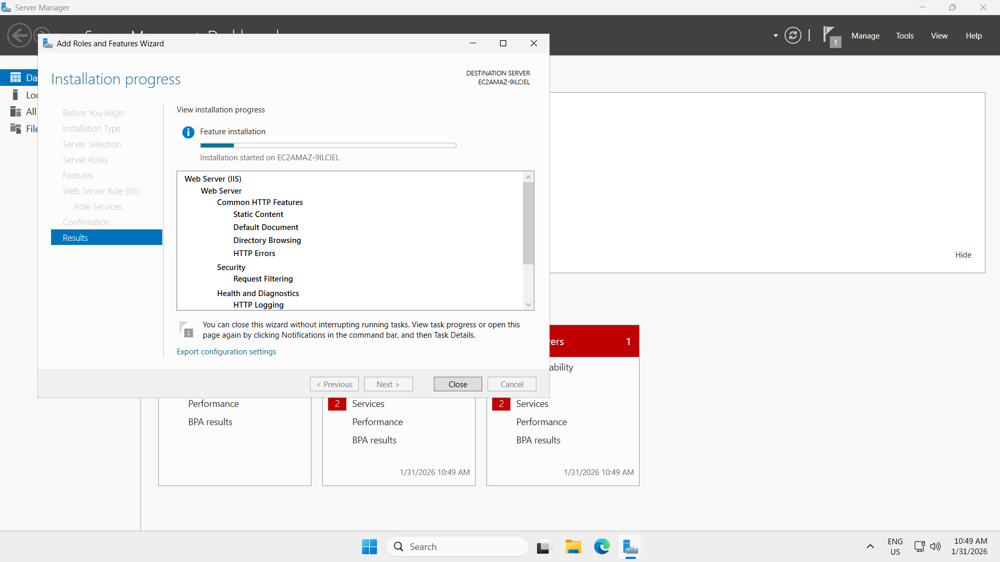 Server Manager
Manage
Tools
View
Help
1
Add Roles and Features Wizard
Installation progress
DESTINATION SERVER
EC2AMAZ-9ILCIEL
Before You Begin
Installation Type
Server Selection
Server Roles
Features
Web Server Role (IIS)
Role Services
Confirmation
Results
View installation progress
Feature installation
Installation started on EC2AMAZ-9ILCIEL
Web Server (IIS)
Web Server
Common HTTP Features
Static Content
Default Document
Directory Browsing
HTTP Errors
Security
Request Filtering
Health and Diagnostics
HTTP Logging
1
You can close this wizard without interrupting running tasks. View task progress or open this
page again by clicking Notifications in the command bar, and then Task Details.
Export configuration settings
< Previous
Next >
Close
Cancel
All
Hide
1
Performance
BPA results
2 Services
Performance
BPA results
1/31/2026 10:49 AM
2 Services
Performance
BPA results
1/31/2026 10:49 AM
Search
ENG
US
10:49 AM
1/31/2026